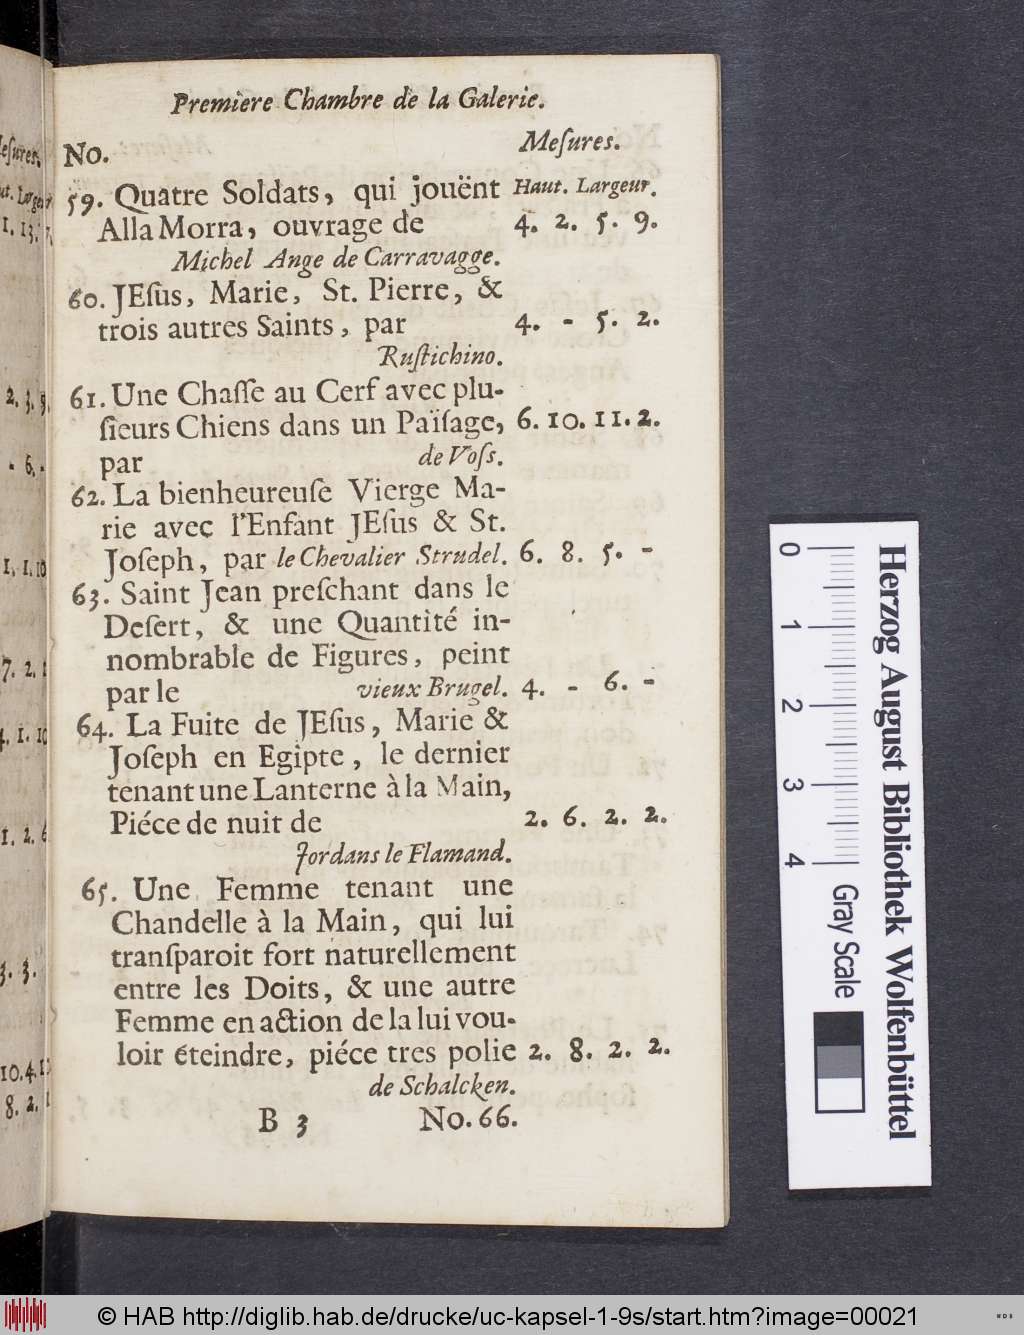 Premiere Chambre de la Galerie.
No. Meſures.
59. Quatre Soldats, qui jouënt Haut. Largeur.
Alla Morra, ouvrage de 4. 2. 5. 9.
Michel Ange de Carravagge.
60. JEſus, Marie, St. Pierre, &
trois autres Saints, par 4. - 5. 2.
Ruſtichino.
61. Une Chaſſe au Cerf avec plu-
ſieurs Chiens dans un Païſage, 6. 10. 11. 2.
par de Voſs.
62. La bienheureuſe Vierge Ma-
rie avec l'Enfant JEſus & St.
Joſeph, par le Chevalier Strudel. 6. 8. 5. -
63. Saint Jean preſchant dans le
Deſert, & une Quantité in-
nombrable de Figures, peint
par le vieux Brugel. 4. - 6. -
64. La Fuite de JEſus, Marie &
Joſeph en Egipte, le dernier
tenant une Lanterne à la Main,
Piéce de nuit de 2. 6. 2. 2.
Jordans le Flamand.
65. Une Femme tenant une
Chandelle à la Main, qui lui
tranſparoit fort naturellement
entre les Doits, & une autre
Femme en action de la lui vou-
loir éteindre, piéce tres polie 2. 8. 2. 2.
de Schalcken.
B 3 No. 66.
Herzog August Bibliothek Wolfenbüttel
0 1 2 3 4 Gray Scale
© HAB http://diglib.hab.de/drucke/uc-kapsel-1-9s/start.htm?image=00021